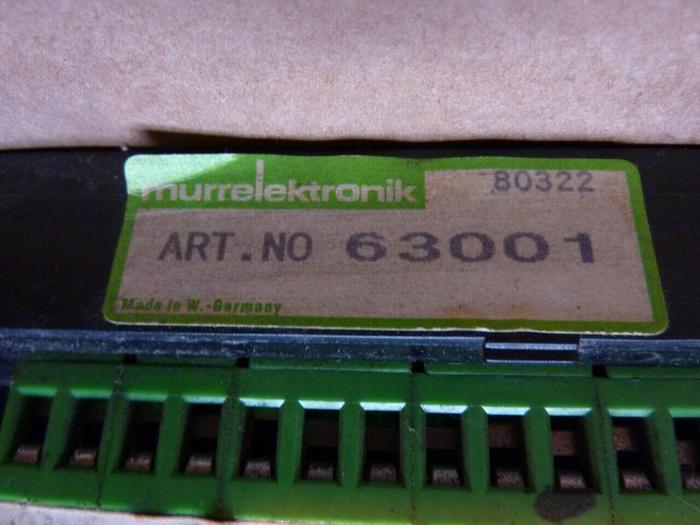 murrelektronik 80322
ART.NO 63001
Made in W.-Germany